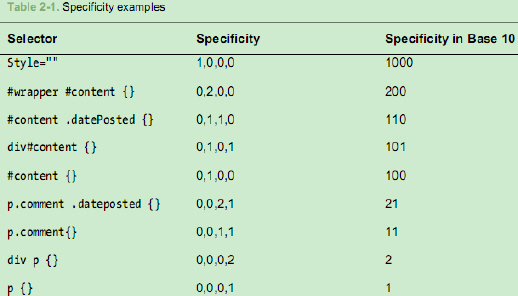 Table 2-1. Specificity examples
Selector Specificity Specificity in Base 10
Style="" 1,0,0,0 1000
#wrapper #content {} 0,2,0,0 200
#content .datePosted {} 0,1,1,0 110
div#content {} 0,1,0,1 101
#content {} 0,1,0,0 100
p.comment .dateposted {} 0,0,2,1 21
p.comment{} 0,0,1,1 11
div p {} 0,0,0,2 2
p {} 0,0,0,1 1